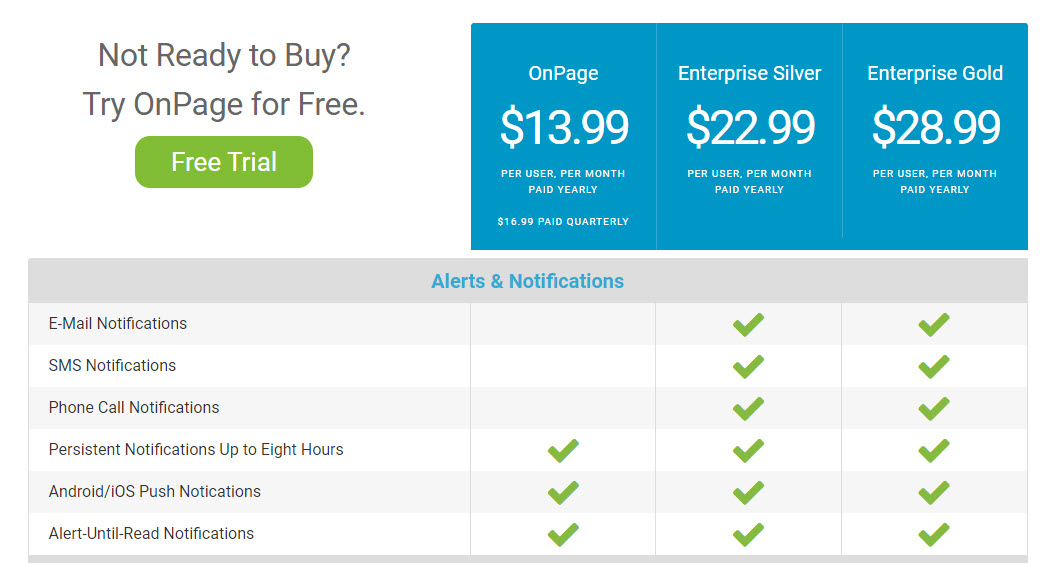 Not Ready to Buy?
Try OnPage for Free.
Free Trial
OnPage
$13.99
PER USER, PER MONTH
PAID YEARLY
$16.99 PAID QUARTERLY
Enterprise Silver
$22.99
PER USER, PER MONTH
PAID YEARLY
Enterprise Gold
$28.99
PER USER, PER MONTH
PAID YEARLY
Alerts & Notifications
E-Mail Notifications
SMS Notifications
Phone Call Notifications
Persistent Notifications Up to Eight Hours
Android/iOS Push Notications
Alert-Until-Read Notifications